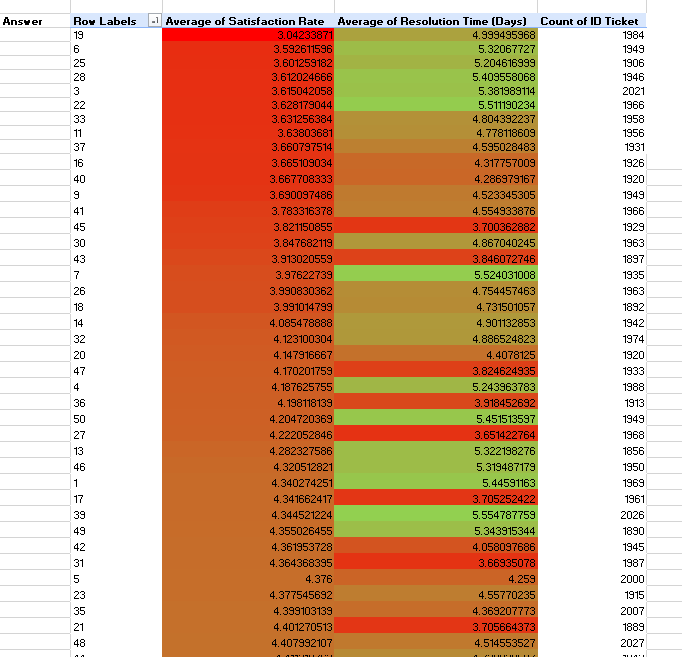 Answer Row Labels Average of Satisfaction Rate Average of Resolution Time (Days) Count of ID Ticket
19 3.04233871 4.999495968 1984
6 3.592611596 5.32067727 1949
25 3.601259182 5.204616999 1906
28 3.612024666 5.409558068 1946
3 3.615042058 5.381989114 2021
22 3.628179044 5.511190234 1966
33 3.631256384 4.804392237 1958
11 3.63803681 4.778118609 1956
37 3.660797514 4.595028483 1931
16 3.665109034 4.317757009 1926
40 3.667708333 4.286979167 1920
9 3.690097486 4.523345305 1949
41 3.783316378 4.554933876 1966
45 3.821150855 3.700362882 1929
30 3.847682119 4.867040245 1963
43 3.913020559 3.846072746 1897
7 3.97622739 5.524031008 1935
26 3.990830362 4.754457463 1963
18 3.991014799 4.731501057 1892
14 4.085478888 4.901132853 1942
32 4.123100304 4.886524823 1974
20 4.147916667 4.4078125 1920
47 4.170201759 3.824624935 1933
4 4.187625755 5.243963783 1988
36 4.198118139 3.918452692 1913
50 4.204720369 5.451513597 1949
27 4.222052846 3.651422764 1968
13 4.282327586 5.322198276 1856
46 4.320512821 5.319487179 1950
1 4.340274251 5.44591163 1969
17 4.341662417 3.705252422 1961
39 4.344521224 5.554787759 2026
49 4.355026455 5.343915344 1890
42 4.361953728 4.058097686 1945
31 4.364368395 3.66935078 1987
5 4.376 4.259 2000
23 4.377545692 4.55770235 1915
35 4.399103139 4.369207773 2007
21 4.401270513 3.705664373 1889
48 4.407992107 4.514553527 2027